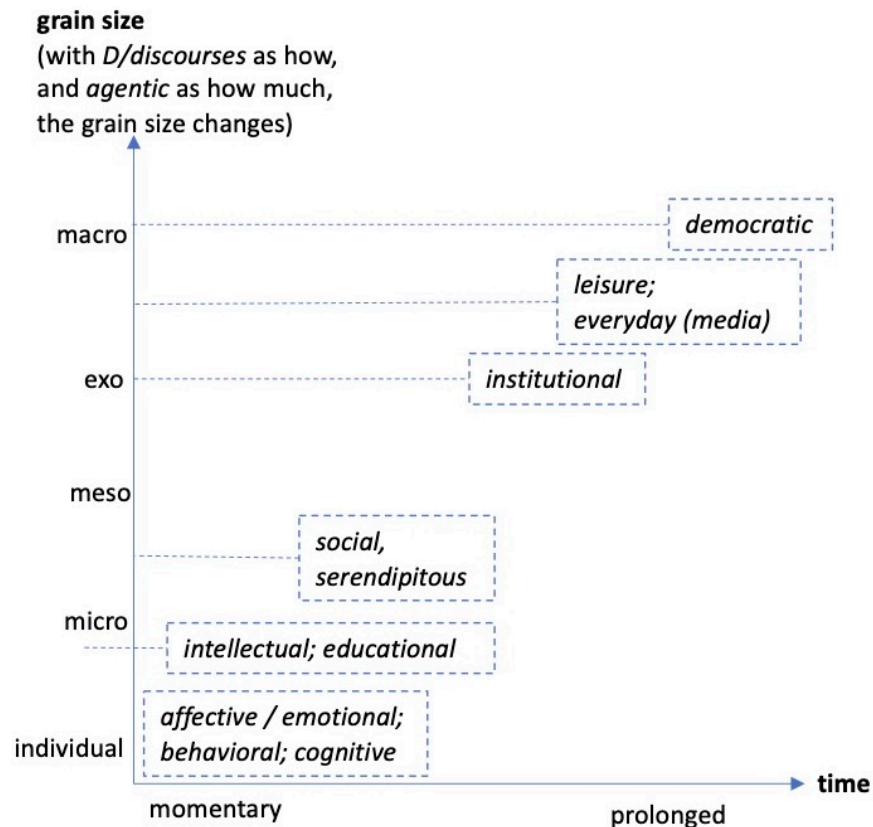 grain size
(with D/discourses as how,
and agentic as how much,
the grain size changes)
macro
democratic
leisure;
everyday (media)
exo
institutional
meso
social,
serendipitous
micro
intellectual; educational
affective / emotional;
behavioral; cognitive
individual
time
momentary
prolonged